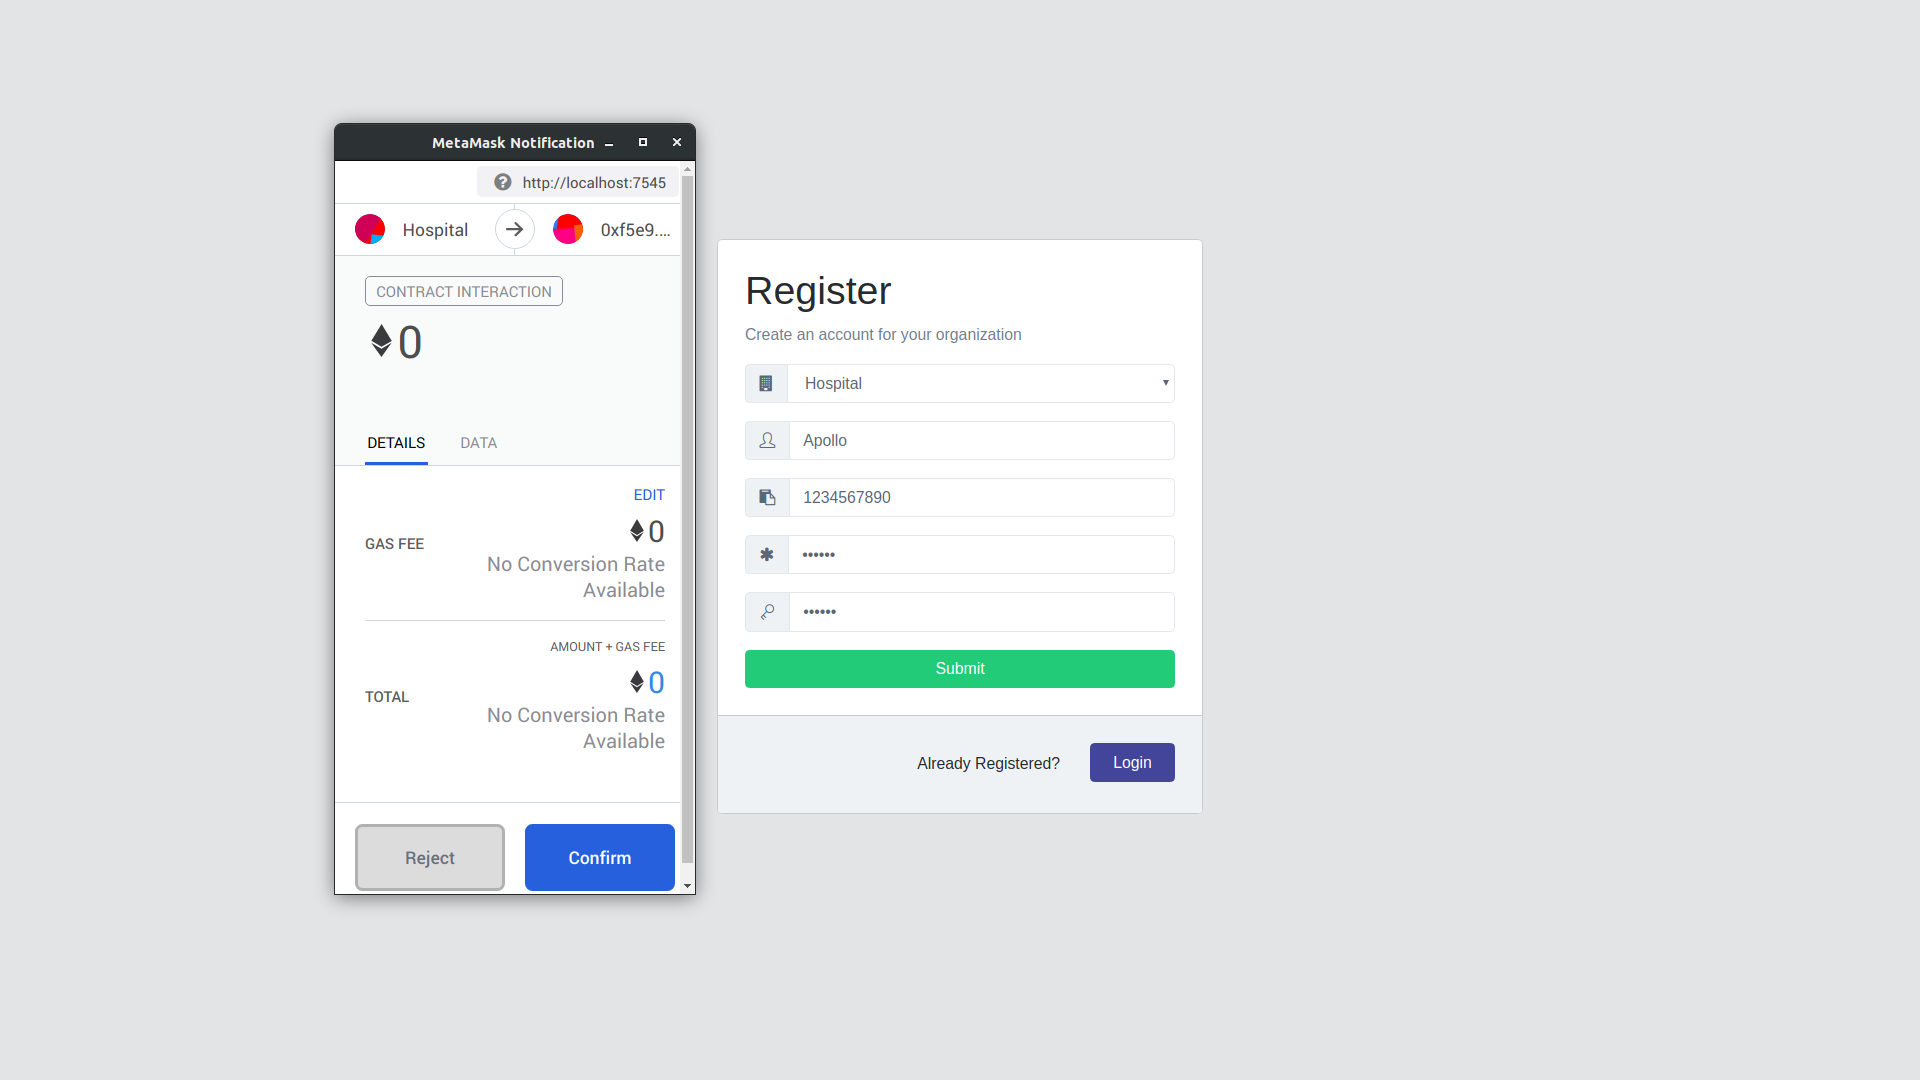 MetaMask Notification
http://localhost:7545
Hospital
0xf5e9....
CONTRACT INTERACTION
0
DETAILS DATA
EDIT
0
GAS FEE
No Conversion Rate
Available
AMOUNT + GAS FEE
0
TOTAL
No Conversion Rate
Available
Reject
Confirm
Register
Create an account for your organization
Hospital
Apollo
1234567890
••••••
••••••
Submit
Already Registered?
Login